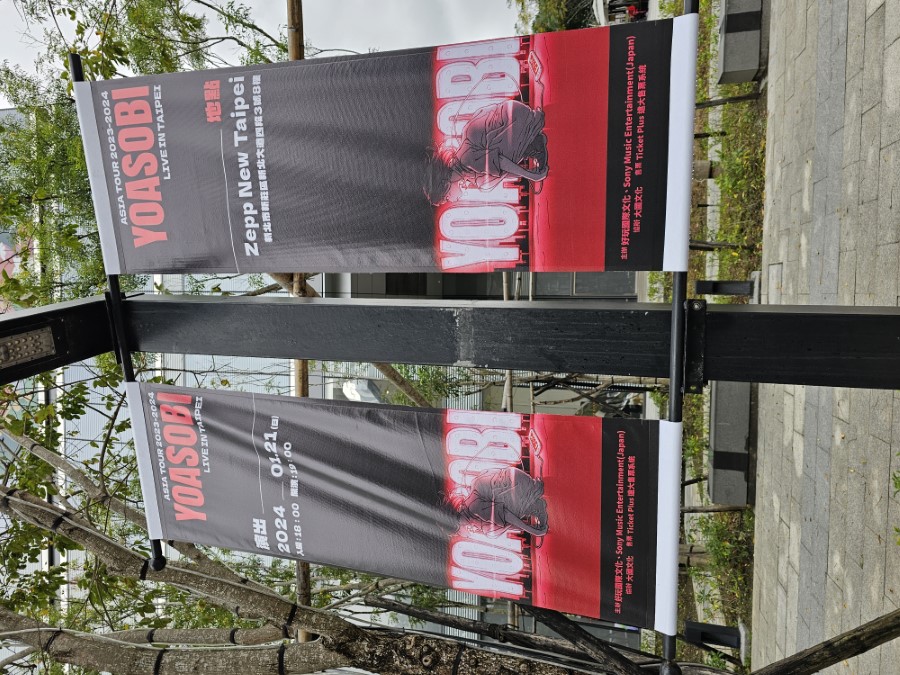 ASIA TOUR 2023-2024
YOASOBI
LIVE IN TAIPEI
演出
2024 01.21(日)
入場:18:00 開演:19:00
YOASOBI
主辦 好玩國際文化、Sony Music Entertainment(Japan)
協辦 大國文化 售票 Ticket Plus 遠大售票系統
ASIA TOUR 2023-2024
YOASOBI
LIVE IN TAIPEI
地點
Zepp New Taipei
新北市新莊區新北大道四段3號8樓
YOASOBI
主辦 好玩國際文化、Sony Music Entertainment(Japan)
協辦 大國文化 售票 Ticket Plus 遠大售票系統